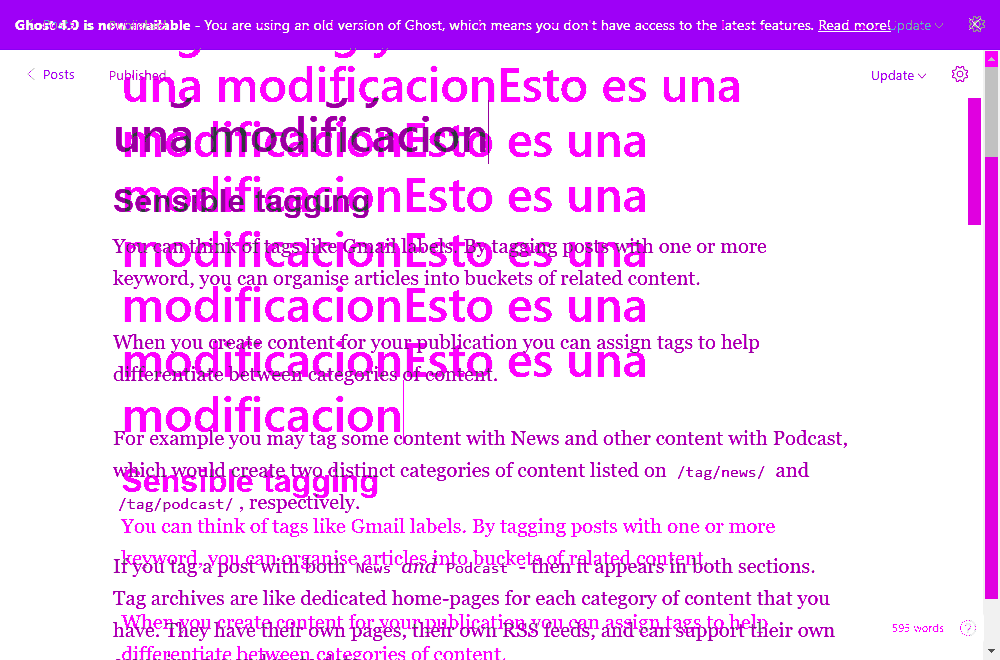 Ghost 4.0 is now available - You are using an old version of Ghost, which means you don't have access to the latest features. Read more!
Update
Posts
Published
Update
una modificacionEsto es una
una modificacion
modificacionEsto es una
modificacionEsto es una
Sensible tagging
modificacionEsto es una
You can think of tags like Gmail labels. By tagging posts with one or more
keyword, you can organise articles into buckets of related content.
modificacionEsto es una
When you create content for your publication you can assign tags to help
modificacionEsto es una
differentiate between categories of content.
modificacion
For example you may tag some content with News and other content with Podcast,
which would create two distinct categories of content listed on /tag/news/ and
Sensible tagging
/tag/podcast/ , respectively.
You can think of tags like Gmail labels. By tagging posts with one or more
keyword, you can organise articles into buckets of related content.
If you tag a post with both News and Podcast - then it appears in both sections.
Tag archives are like dedicated home-pages for each category of content that you
When you create content for your publication you can assign tags to help
have. They have their own pages, their own RSS feeds, and can support their own
593 words
differentiate between categories of content.